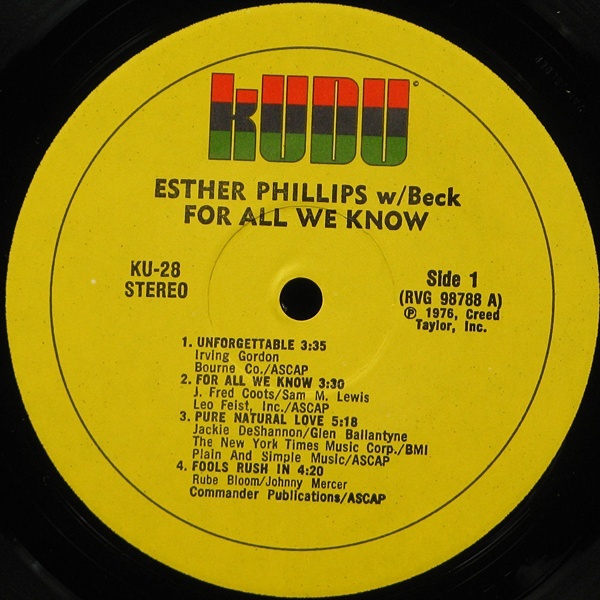 KUDU
ESTHER PHILLIPS w/Beck
FOR ALL WE KNOW
KU-28
STEREO
Side 1
(RVG 98788 A)
℗ 1976, Creed
Taylor, Inc.
1. UNFORGETTABLE 3:35
Irving Gordon
Bourne Co./ASCAP
2. FOR ALL WE KNOW 3:30
J. Fred Coots/Sam M. Lewis
Leo Feist, Inc./ASCAP
3. PURE NATURAL LOVE 5:18
Jackie DeShannon/Glen Ballantyne
The New York Times Music Corp./BMI
Plain And Simple Music/ASCAP
4. FOOLS RUSH IN 4:20
Rube Bloom/Johnny Mercer
Commander Publications/ASCAP